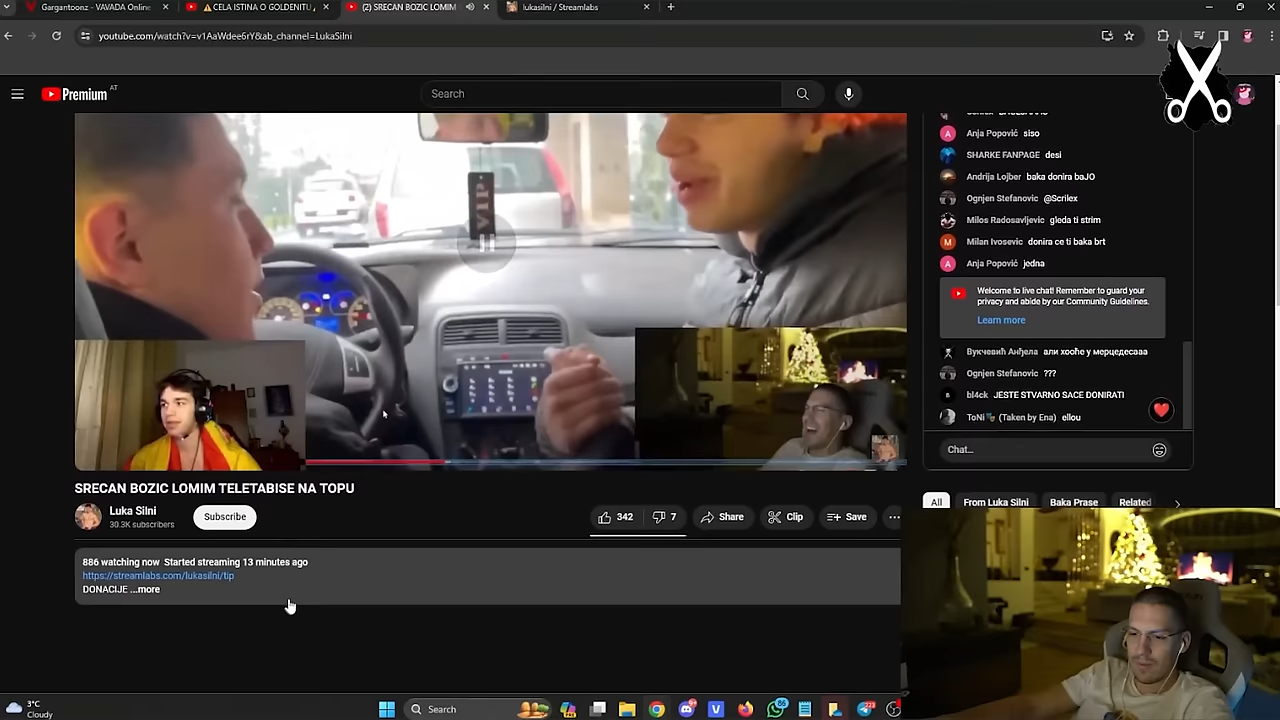 Gargantoonz - VAVADA Online
CELA ISTINA O GOLDENITU
(2) SRECAN BOZIC LOMIM
lukasilni / Streamlabs
youtube.com/watch?v=v1AaWdee6rY&ab_channel=LukaSilni
Premium AT
Search
Anja Popović siso
SHARKE FANPAGE desi
Andrija Lojber baka donira baJO
Ognjen Stefanovic @Scrilex
Milos Radosavljevic gleda ti strim
Milan Ivosevic donira ce ti baka brt
Anja Popović jedna
Welcome to live chat! Remember to guard your
privacy and abide by our Community Guidelines.
Learn more
Вукчевић Анђела али хооће у мерцедесааа
Ognjen Stefanovic ???
bl4ck JESTE STVARNO SACE DONIRATI
ToNi (Taken by Ena) ellou
Chat...
VIP
SRECAN BOZIC LOMIM TELETABISE NA TOPU
Luka Silni
30.3K subscribers
Subscribe
342
7
Share
Clip
Save
All
From Luka Silni
Baka Prase
Related
886 watching now Started streaming 13 minutes ago
https://streamlabs.com/lukasilni/tip
DONACIJE ...more
3°C
Cloudy
Search